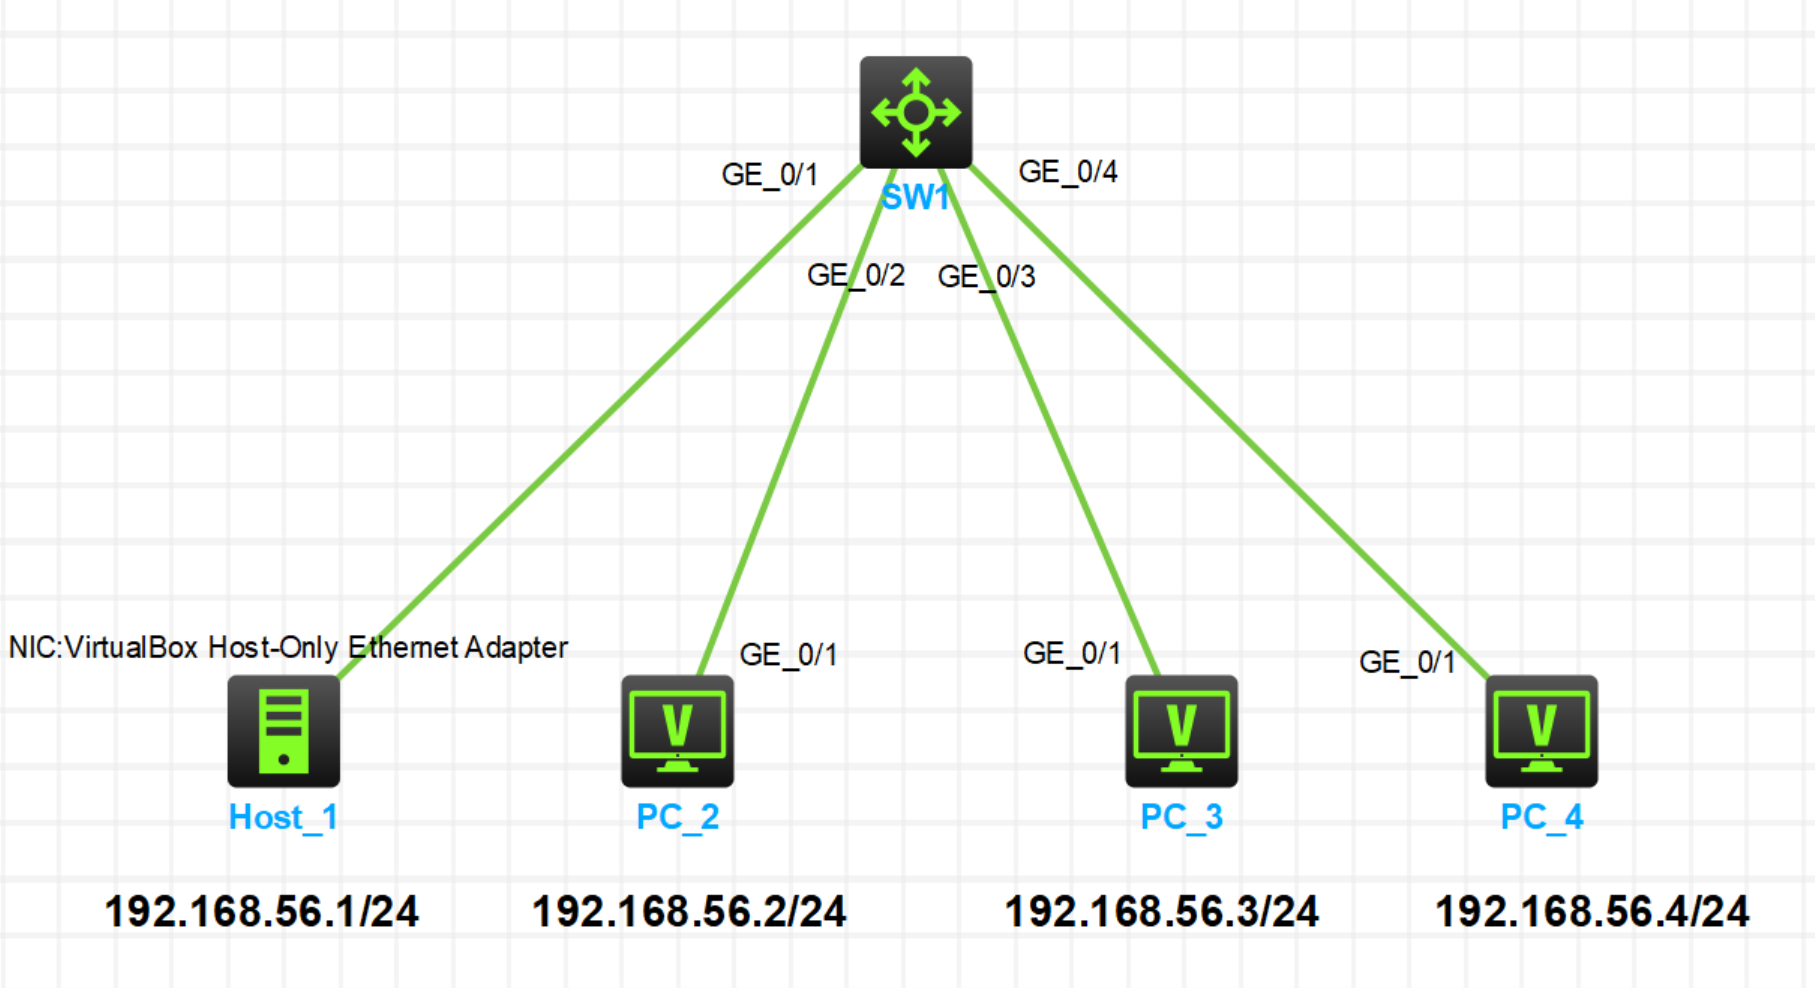 GE_0/1
GE_0/4
SW1
GE_0/2
GE_0/3
NIC:VirtualBox Host-Only Ethernet Adapter
GE_0/1
GE_0/1
GE_0/1
V
V
V
Host_1
PC_2
PC_3
PC_4
192.168.56.1/24
192.168.56.2/24
192.168.56.3/24
192.168.56.4/24